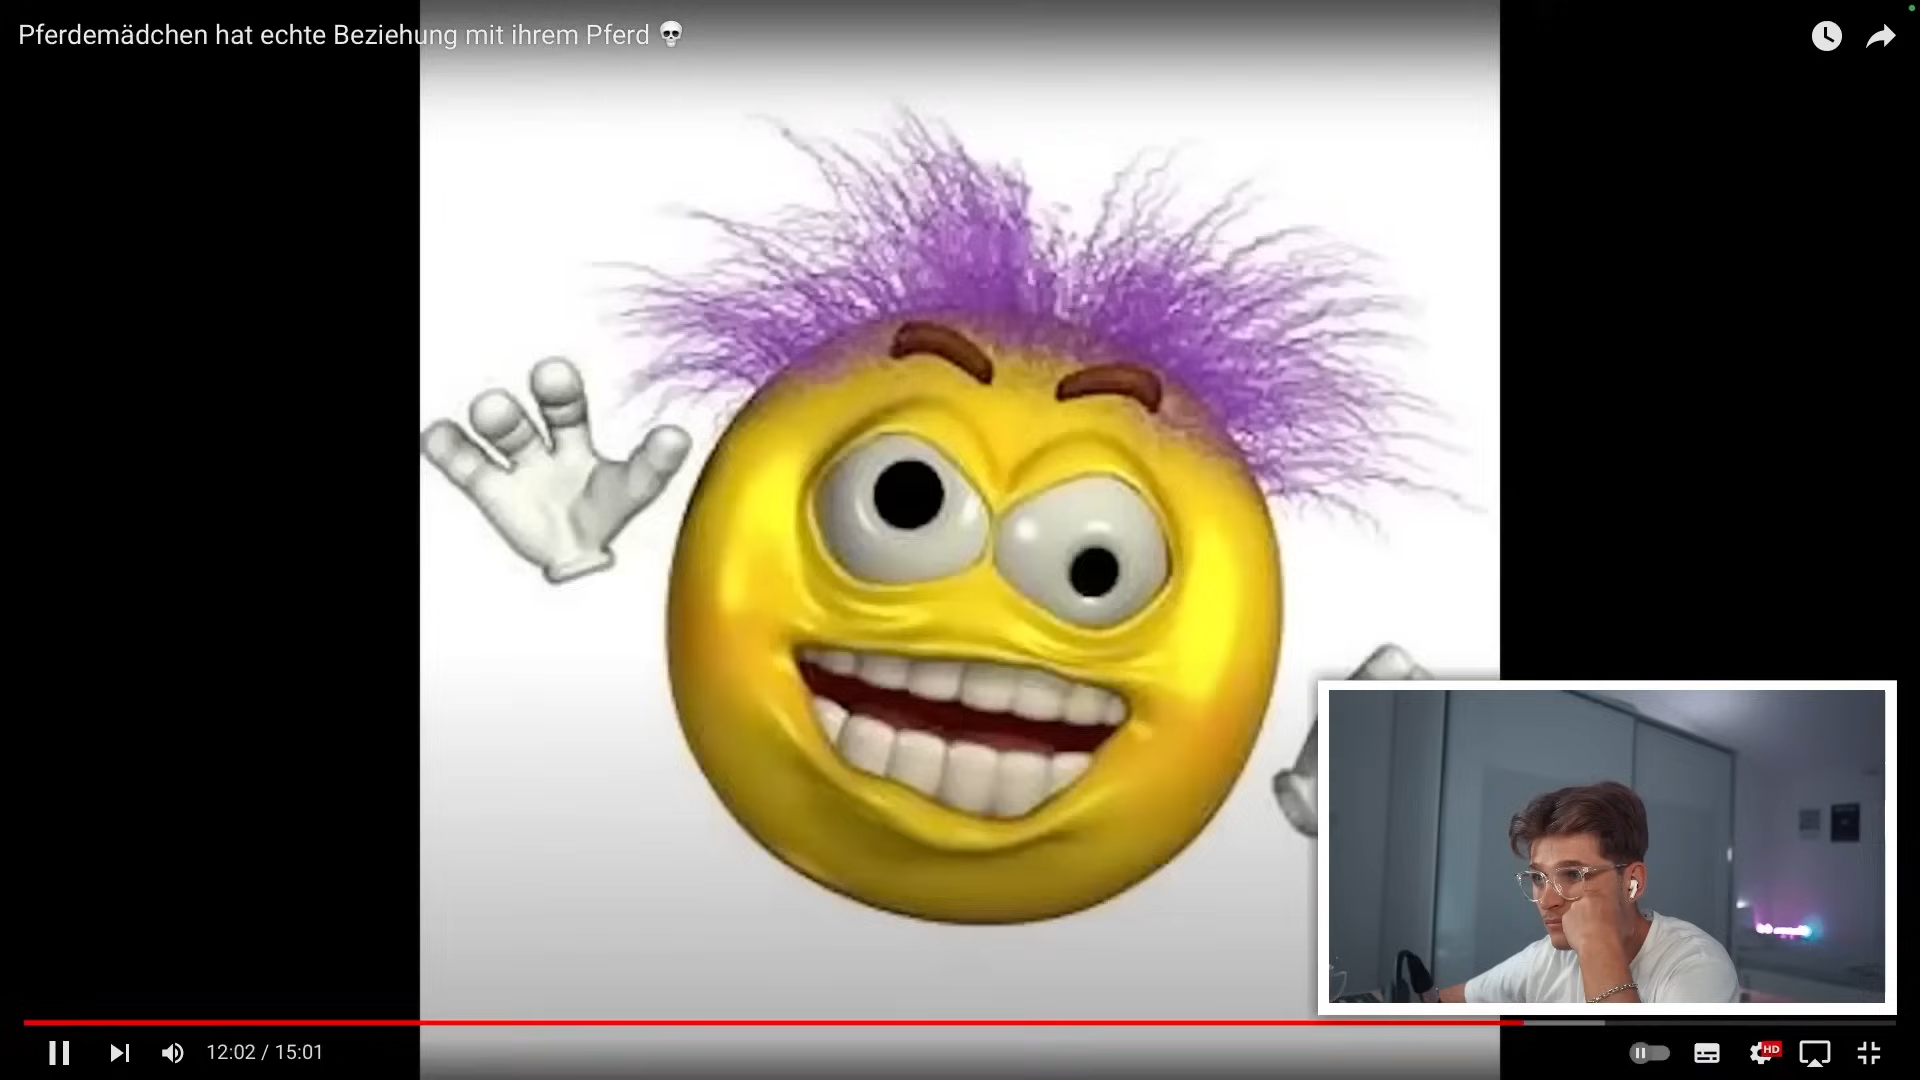 Pferdemädchen hat echte Beziehung mit ihrem Pferd 💀
12:02 / 15:01
HD